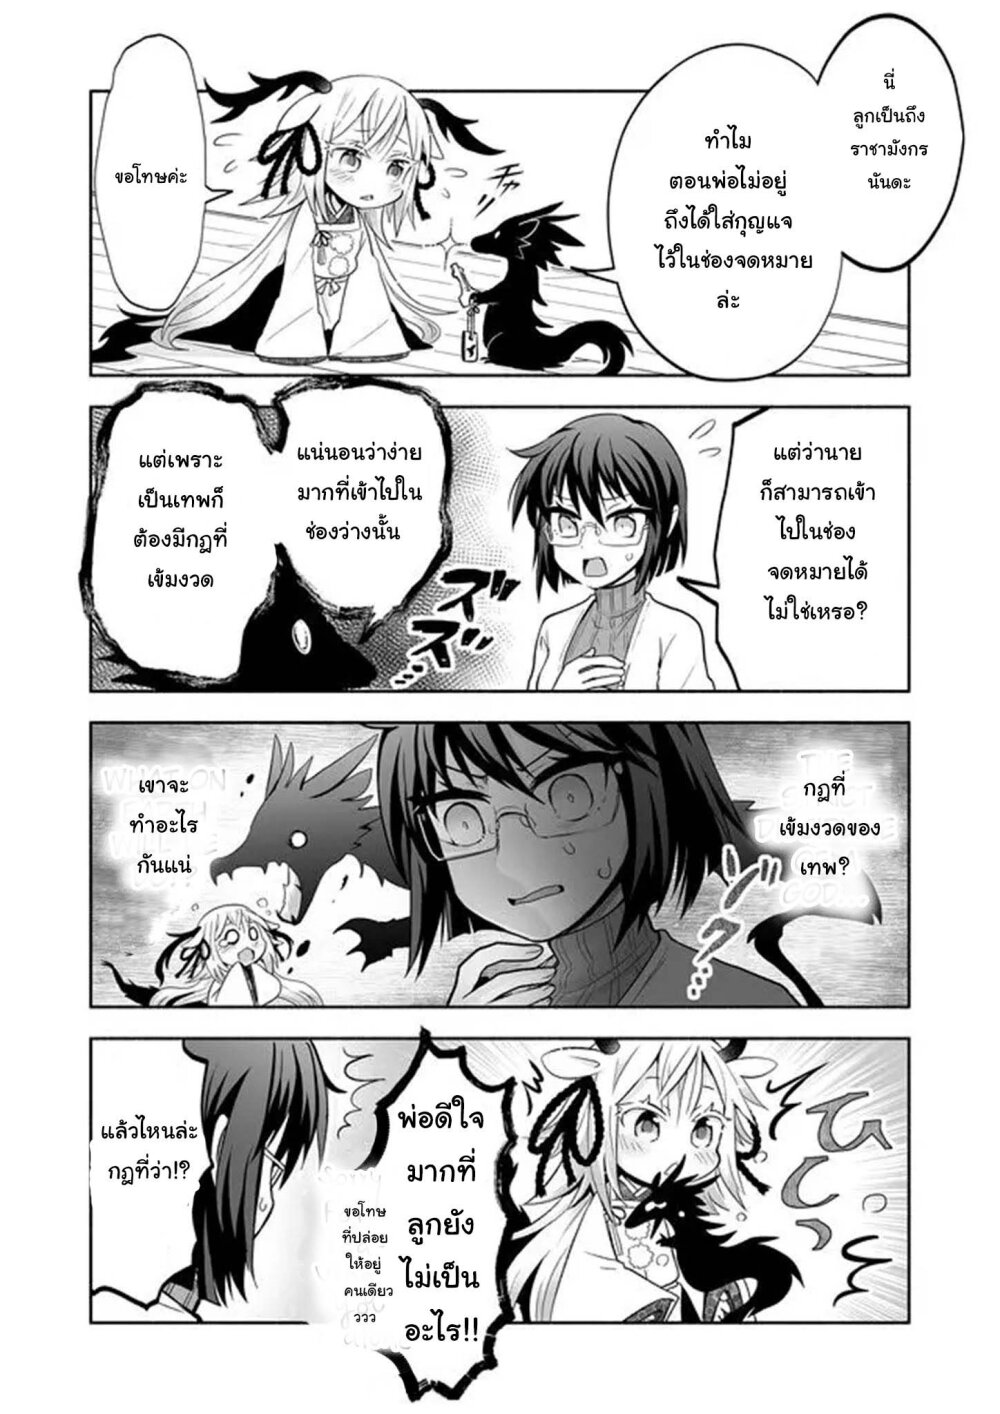 นี่
ลูกเป็นถึง
ราชามังกร
นันดะ
ทำไม
ตอนพ่อไม่อยู่
ถึงได้ใส่กุญแจ
ไว้ในช่องจดหมาย
ล่ะ
チャ
ขอโทษค่ะ
แต่ว่านาย
ก็สามารถเข้า
ไปในช่อง
จดหมายได้
ไม่ใช่เหรอ?
แน่นอนว่าง่าย
มากที่เข้าไปใน
ช่องว่างนั้น
แต่เพราะ
เป็นเทพก็
ต้องมีกฎที่
เข้มงวด
ズズ
กฎที่
เข้มงวดของ
เทพ?
เขาจะ
ทำอะไร
กันแน่
ひしっ
พ่อดีใจ
มากที่
ลูกยัง
ไม่เป็น
อะไร!!
ขอโทษ
ที่ปล่อย
ให้อยู่
คนเดียว
ววว
แล้วไหนล่ะ
กฎที่ว่า!?